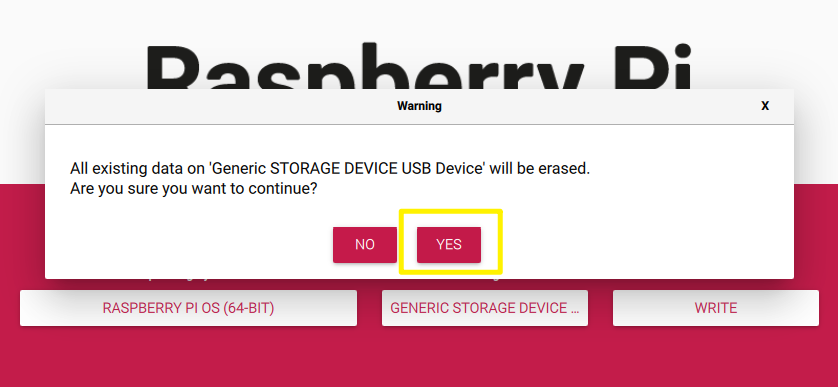 Raspberry Pi
Warning
X
All existing data on 'Generic STORAGE DEVICE USB Device' will be erased.
Are you sure you want to continue?
NO
YES
RASPBERRY PI OS (64-BIT)
GENERIC STORAGE DEVICE ...
WRITE